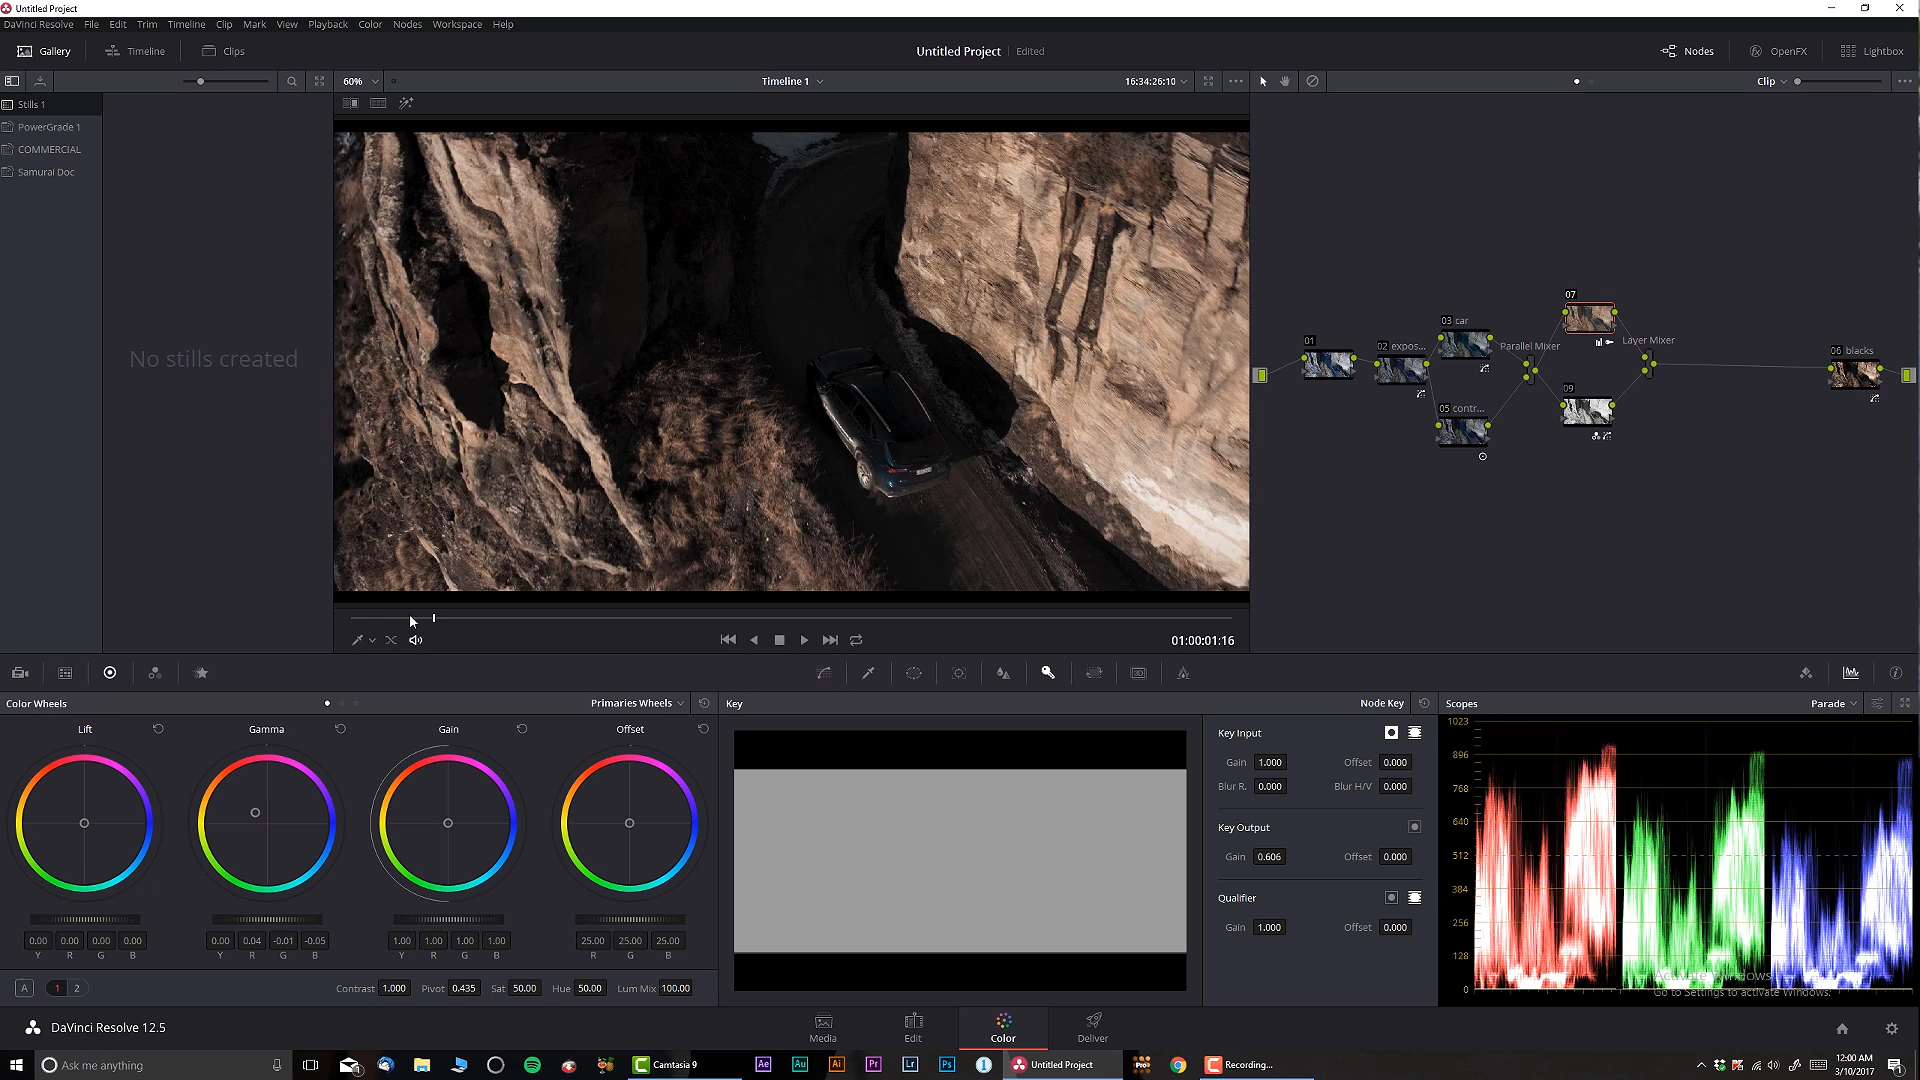 Untitled Project
DaVinci Resolve File Edit Trim Timeline Clip Mark View Playback Color Nodes Workspace Help
Gallery Timeline Clips Untitled Project Edited Nodes OpenFX Lightbox
60% Timeline 1 16:34:26:10 Clip
Stills 1
PowerGrade 1
COMMERCIAL
Samurai Doc
No stills created
07
03 car
01
02 expos...
Parallel Mixer
Layer Mixer
06 blacks
05 contr...
09
01:00:01:16
Color Wheels Primaries Wheels Key Node Key Scopes Parade
Lift Gamma Gain Offset
Key Input
Gain 1.000 Offset 0.000
Blur R. 0.000 Blur H/V 0.000
Key Output
Gain 0.606 Offset 0.000
Qualifier
Gain 1.000 Offset 0.000
1023
896
768
640
512
384
256
128
0
0.00 0.00 0.00 0.00 0.00 0.04 -0.01 -0.05 1.00 1.00 1.00 1.00 25.00 25.00 25.00
Y R G B Y R G B Y R G B R G B
A 1 2 Contrast 1.000 Pivot 0.435 Sat 50.00 Hue 50.00 Lum Mix 100.00
Activate Windows
Go to Settings to activate Windows.
DaVinci Resolve 12.5
Media Edit Color Deliver
Ask me anything Camtasia 9 Ae Au Ai Pr Lr Ps Untitled Project Recording...
12:00 AM
3/10/2017